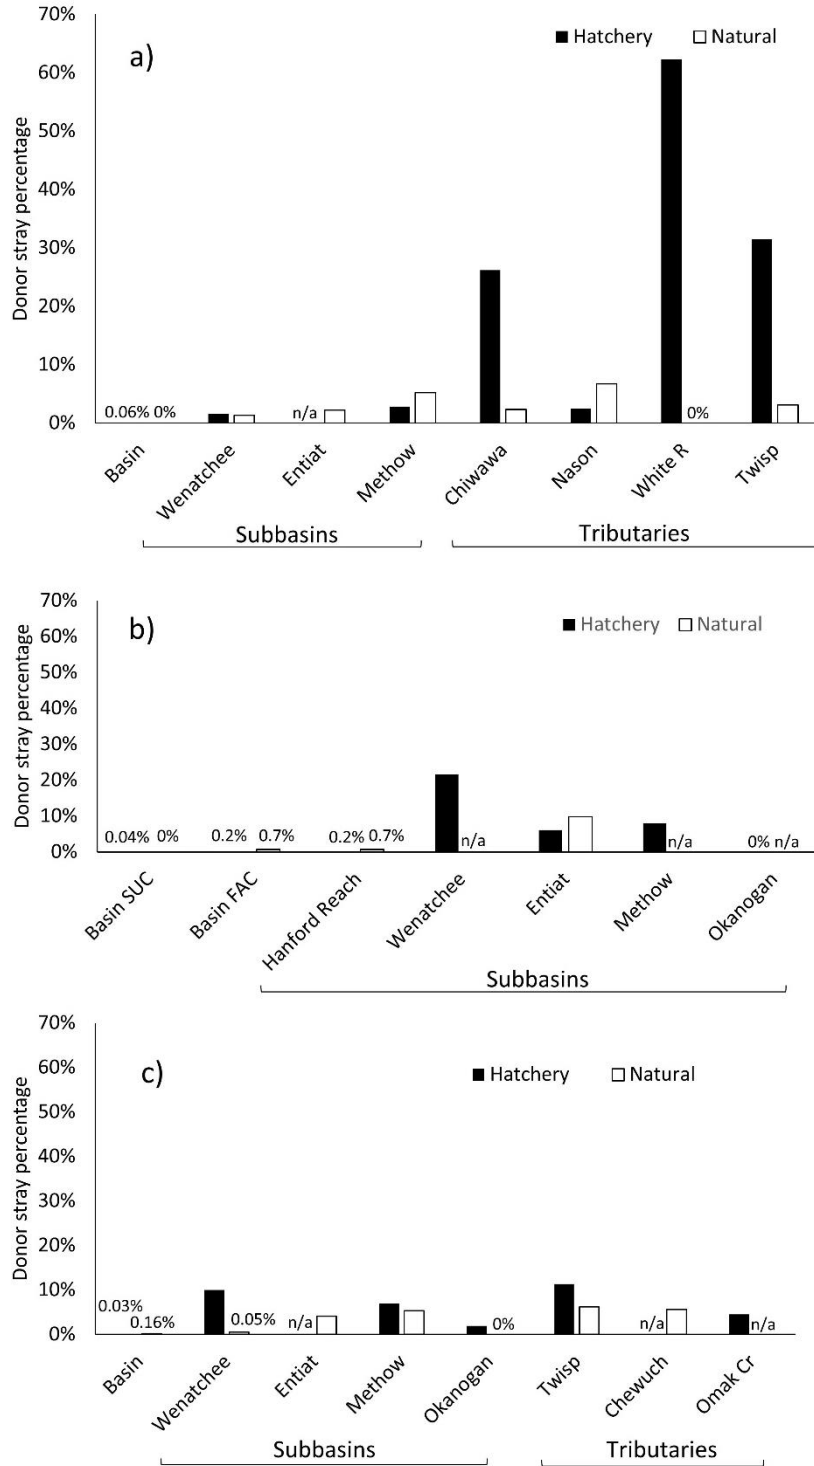 70%
a)
Hatchery Natural
60%
50%
40%
30%
20%
10%
0%
Donor stray percentage
0.06% 0%
n/a
0%
Basin
Wenatchee
Entiat
Methow
Chiwawa
Nason
White R
Twisp
Subbasins
Tributaries
70%
b)
Hatchery Natural
60%
50%
40%
30%
20%
10%
0%
Donor stray percentage
0.04% 0%
0.2% 0.7%
0.2% 0.7%
n/a
n/a
0% n/a
Basin SUC
Basin FAC
Hanford Reach
Wenatchee
Entiat
Methow
Okanogan
Subbasins
70%
c)
Hatchery Natural
60%
50%
40%
30%
20%
10%
0%
Donor stray percentage
0.03%
0.16%
0.05%
n/a
0%
n/a
n/a
Basin
Wenatchee
Entiat
Methow
Okanogan
Twisp
Chewuch
Omak Cr
Subbasins
Tributaries